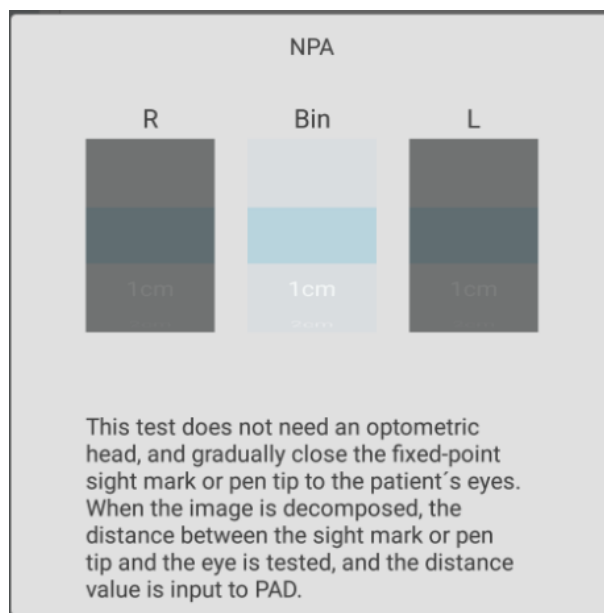 NPA
R Bin L
1cm 1cm 1cm
2cm
This test does not need an optometric
head, and gradually close the fixed-point
sight mark or pen tip to the patient´s eyes.
When the image is decomposed, the
distance between the sight mark or pen
tip and the eye is tested, and the distance
value is input to PAD.